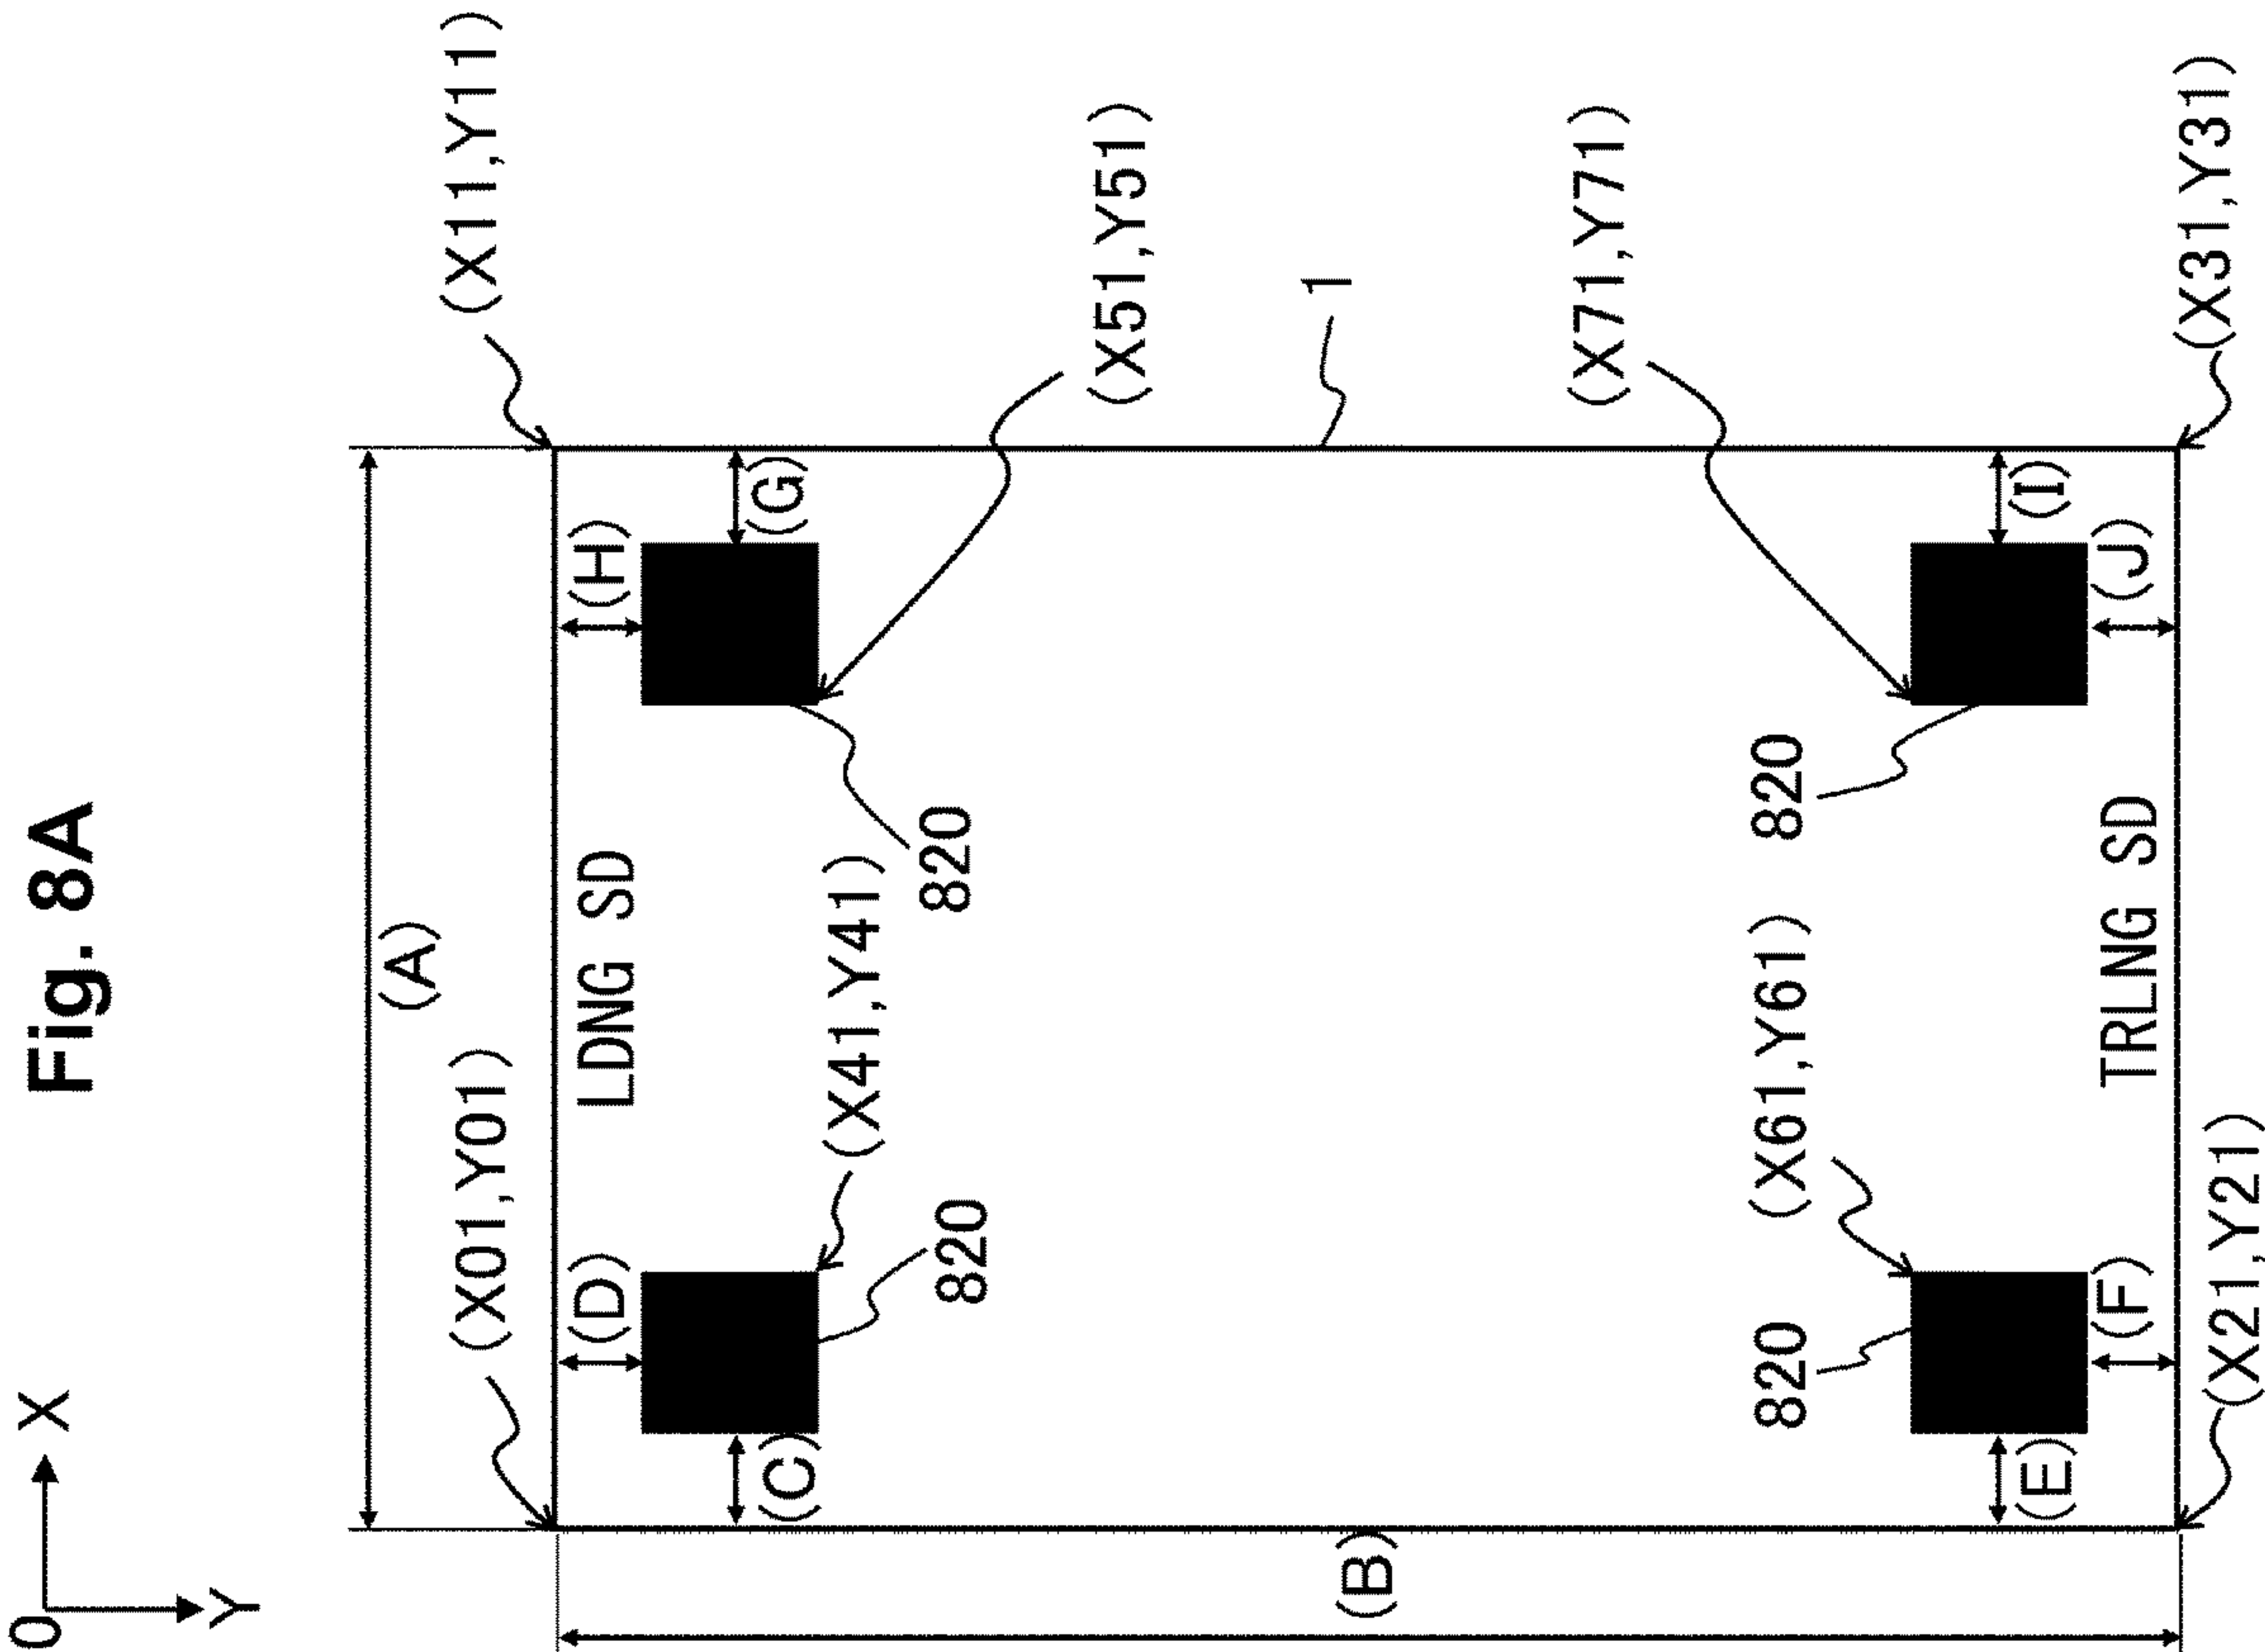 Fig. 8A
0
X
Y
(A)
(X01,Y01)
(X11,Y11)
LDNG SD
(D)
(H)
(C)
(G)
(X41,Y41)
820
820
(X51,Y51)
1
(B)
(X61,Y61)
820
820
(X71,Y71)
(E)
(I)
(F)
(J)
TRLNG SD
(X21,Y21)
(X31,Y31)